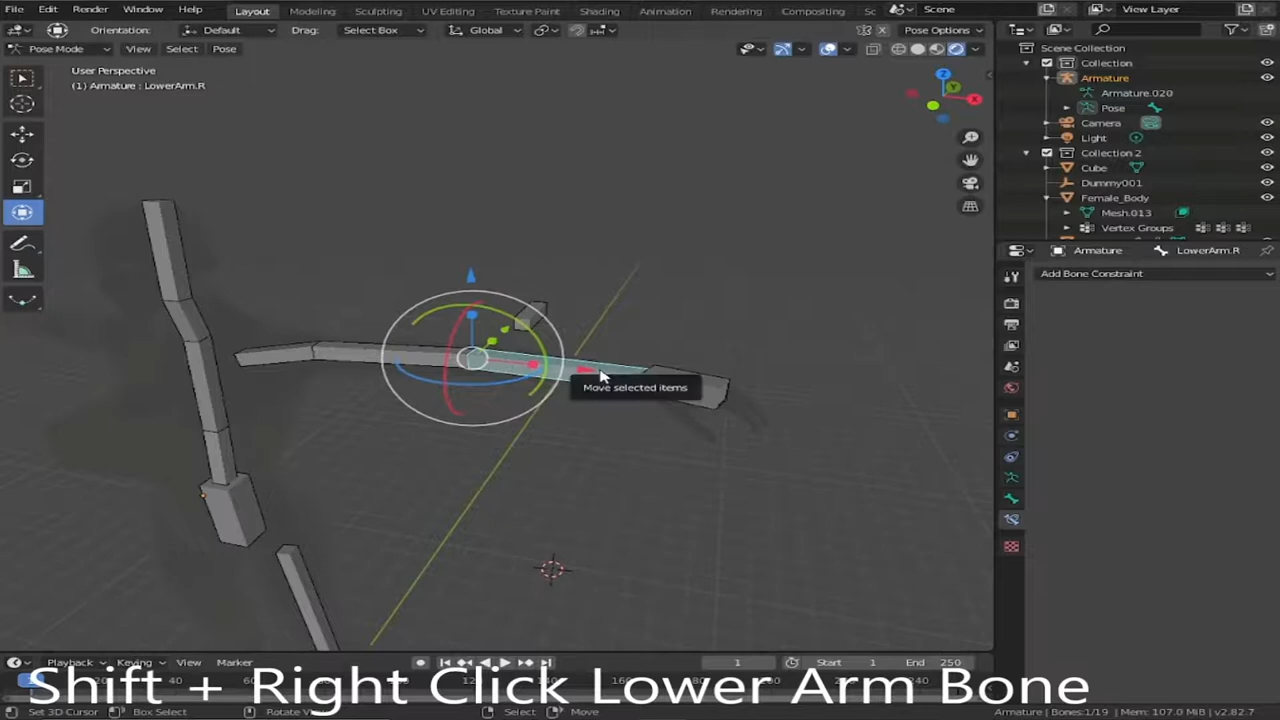 File Edit Render Window Help Layout Modeling Sculpting UV Editing Texture Paint Shading Animation Rendering Compositing Sc Scene View Layer
Orientation: Default Drag: Select Box Global Pose Options
Pose Mode View Select Pose
User Perspective
(1) Armature : LowerArm.R
Z
Y
X
Scene Collection
Collection
Armature
Armature.020
Pose
Camera
Light
Collection 2
Cube
Dummy001
Female_Body
Mesh.013
Vertex Groups
Armature LowerArm.R
Add Bone Constraint
Move selected items
Playback Keying View Marker 1 Start 1 End 250
Shift + Right Click Lower Arm Bone
Set 3D Cursor Box Select Rotate Vi Select Move Armature | Bones:1/19 | Mem: 107.0 MiB | v2.82.7